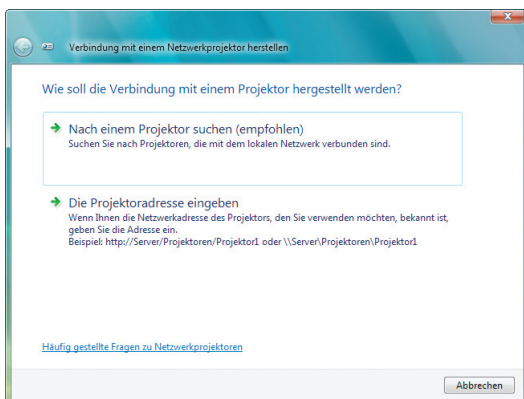 Verbindung mit einem Netzwerkprojektor herstellen
Wie soll die Verbindung mit einem Projektor hergestellt werden?
Nach einem Projektor suchen (empfohlen)
Suchen Sie nach Projektoren, die mit dem lokalen Netzwerk verbunden sind.
Die Projektoradresse eingeben
Wenn Ihnen die Netzwerkadresse des Projektors, den Sie verwenden möchten, bekannt ist,
geben Sie die Adresse ein.
Beispiel: http://Server/Projektoren/Projektor1 oder \\Server\Projektoren\Projektor1
Häufig gestellte Fragen zu Netzwerkprojektoren
Abbrechen